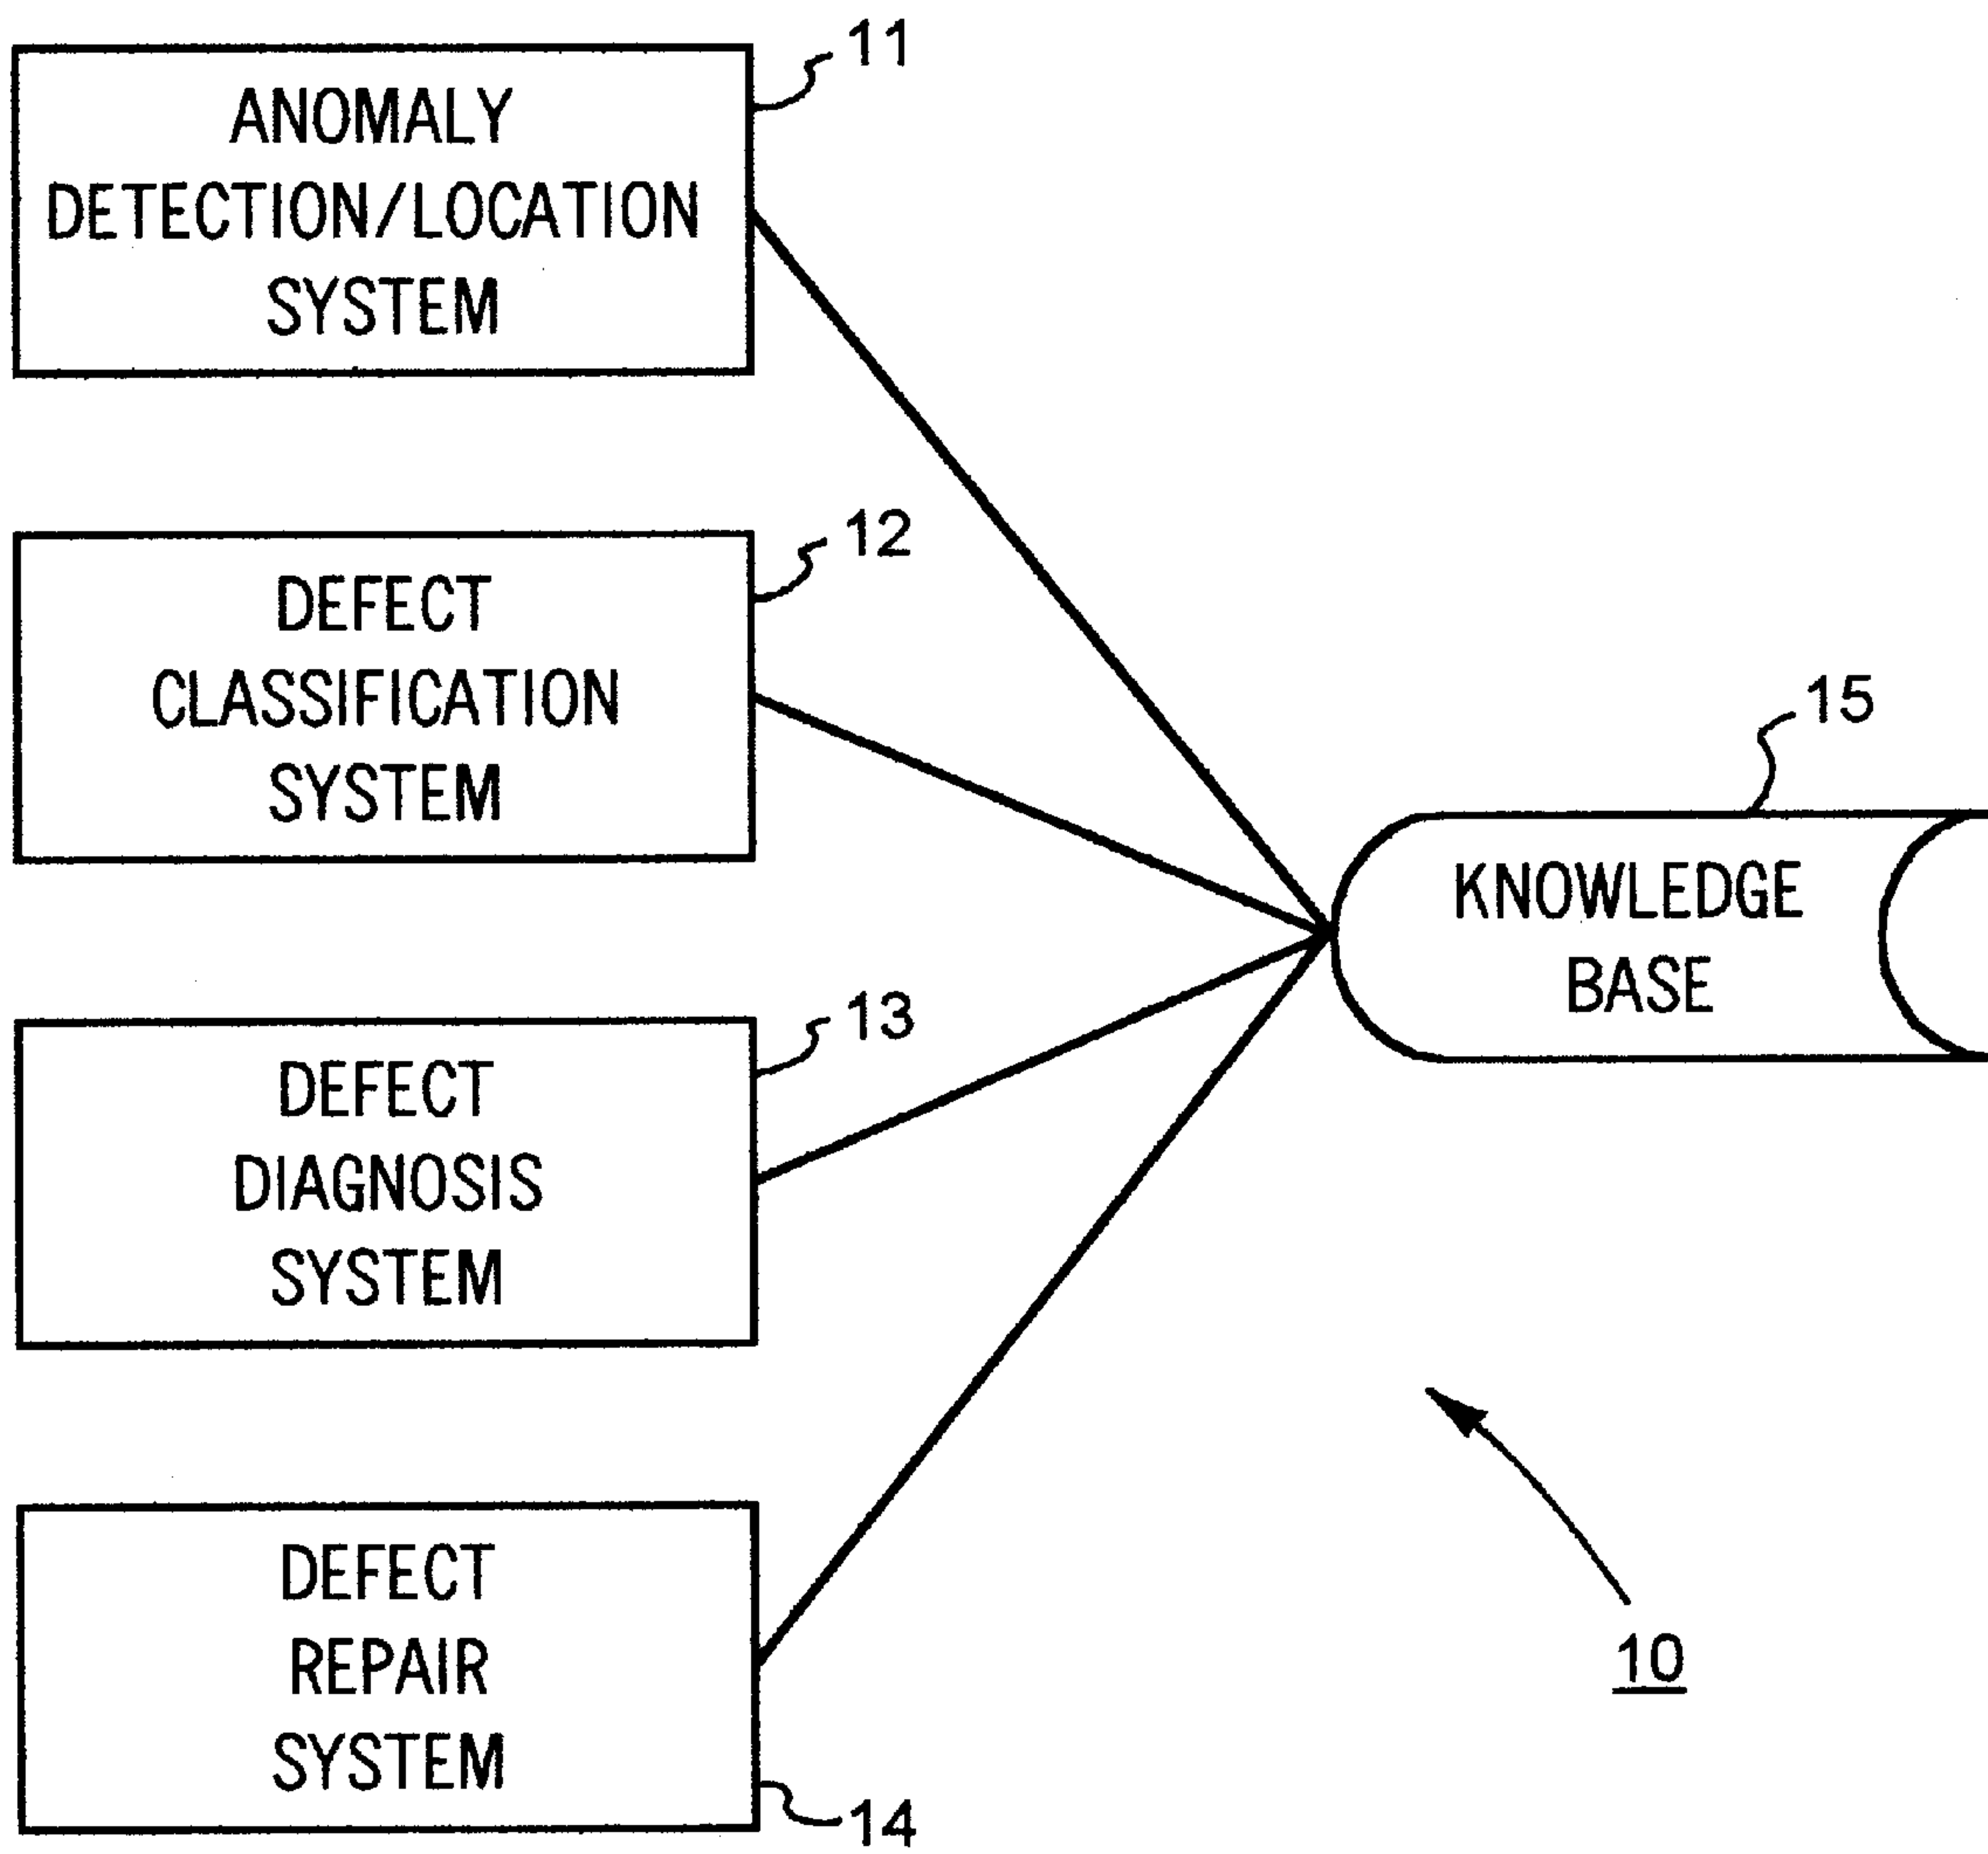 11
ANOMALY
DETECTION/LOCATION
SYSTEM
12
DEFECT
CLASSIFICATION
SYSTEM
15
KNOWLEDGE
BASE
13
DEFECT
DIAGNOSIS
SYSTEM
10
DEFECT
REPAIR
SYSTEM
14